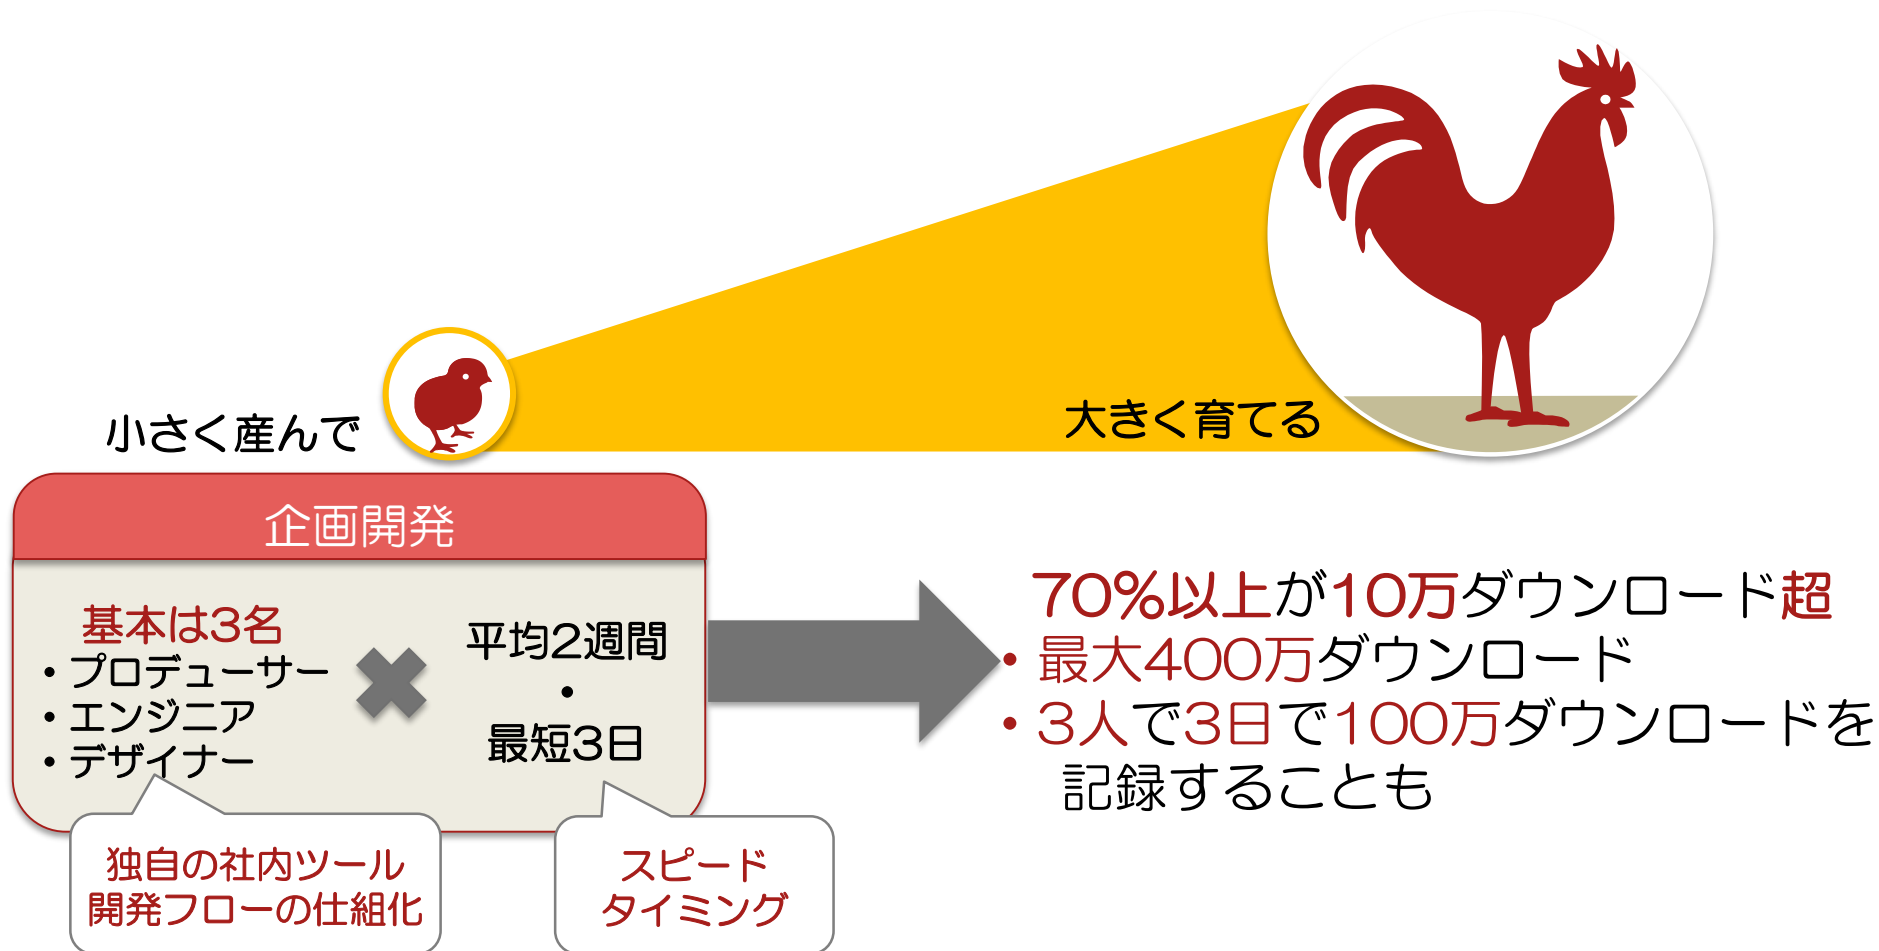 小さく産んで
大きく育てる
企画開発
基本は3名
・プロデューサー
・エンジニア
・デザイナー
平均2週間
・
最短3日
独自の社内ツール
開発フローの仕組化
スピード
タイミング
70%以上が10万ダウンロード超
• 最大400万ダウンロード
• 3人で3日で100万ダウンロードを
記録することも